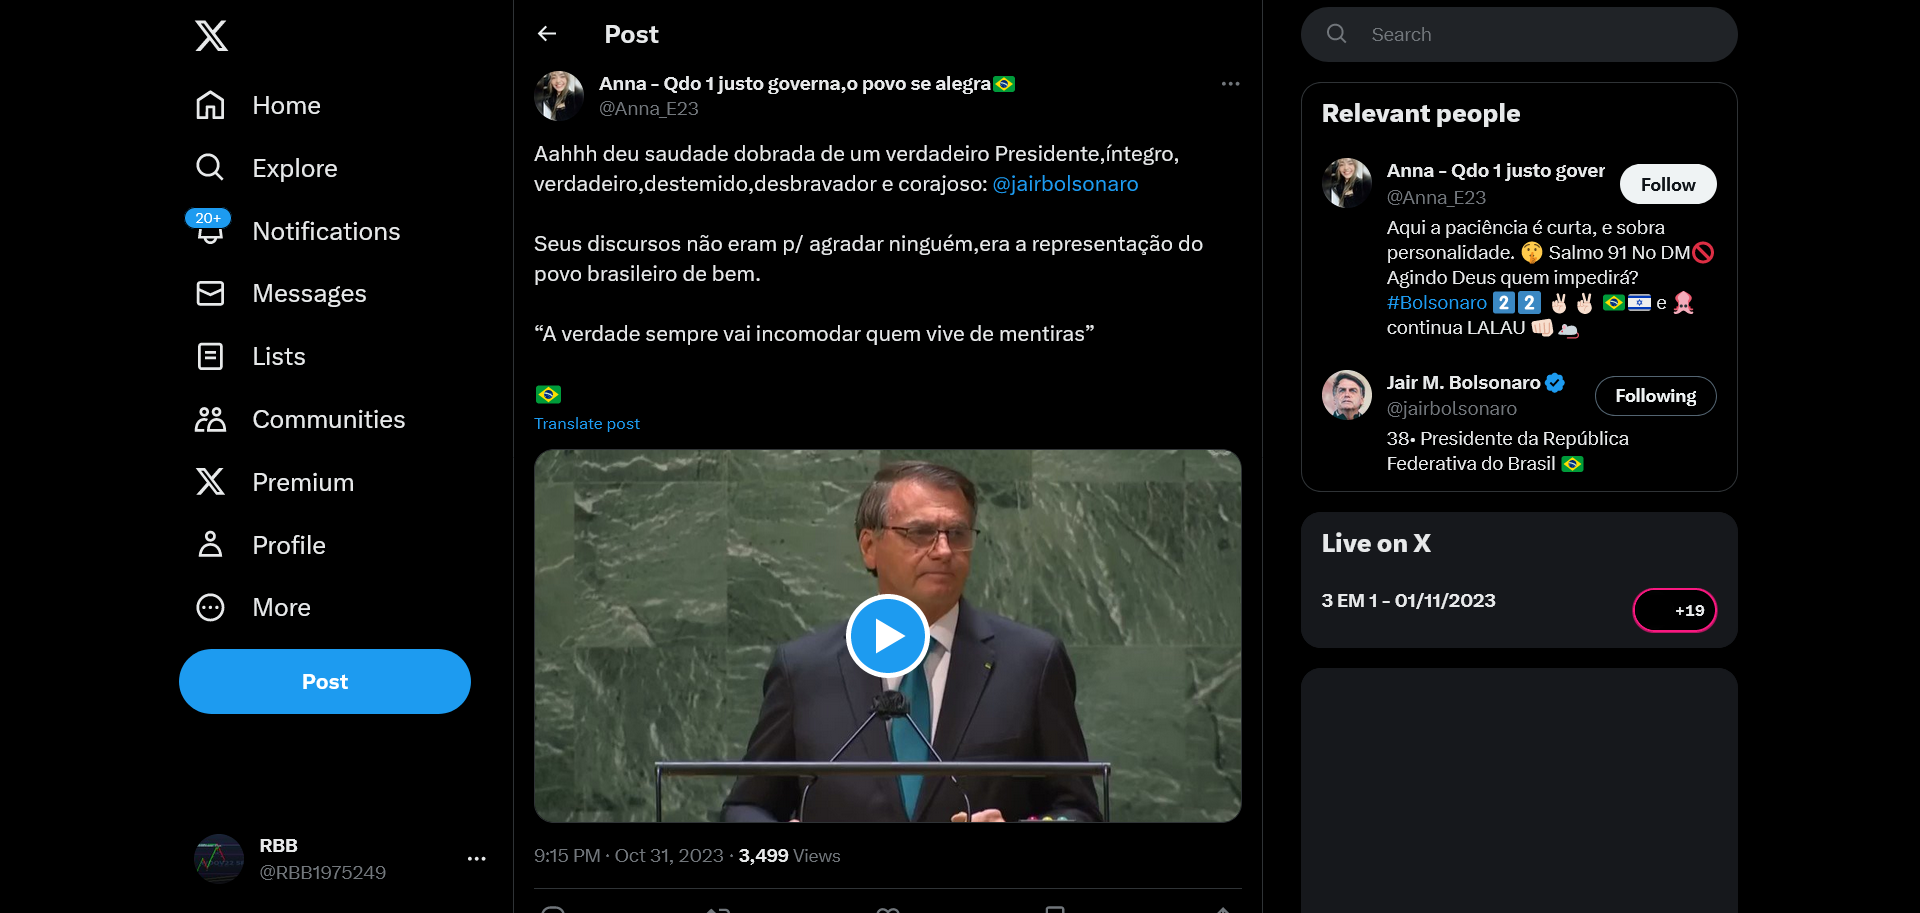 Home
Explore
20+
Notifications
Messages
Lists
Communities
Premium
Profile
More
Post
RBB
@RBB1975249
Post
Anna - Qdo 1 justo governa,o povo se alegra🇧🇷
@Anna_E23
Aahhh deu saudade dobrada de um verdadeiro Presidente,íntegro,
verdadeiro,destemido,desbravador e corajoso: @jairbolsonaro
Seus discursos não eram p/ agradar ninguém,era a representação do
povo brasileiro de bem.
“A verdade sempre vai incomodar quem vive de mentiras”
🇧🇷
Translate post
9:15 PM · Oct 31, 2023 · 3,499 Views
Search
Relevant people
Anna - Qdo 1 justo gover
Follow
@Anna_E23
Aqui a paciência é curta, e sobra
personalidade. 🤫 Salmo 91 No DM🚫
Agindo Deus quem impedirá?
#Bolsonaro 2️⃣2️⃣ ✌🏻✌🏻 🇧🇷🇮🇱 e 🦑
continua LALAU 👊🏻🐁
Jair M. Bolsonaro
Following
@jairbolsonaro
38• Presidente da República
Federativa do Brasil 🇧🇷
Live on X
3 EM 1 - 01/11/2023
+19